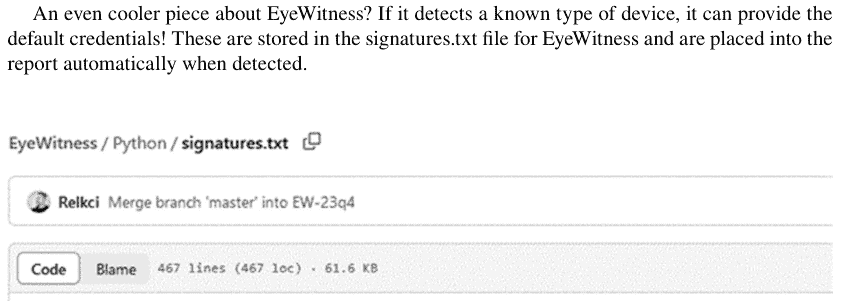 An even cooler piece about EyeWitness? If it detects a known type of device, it can provide the
default credentials! These are stored in the signatures.txt file for EyeWitness and are placed into the
report automatically when detected.
EyeWitness / Python / signatures.txt
Relkci Merge branch 'master' into EW-23q4
Code Blame 467 lines (467 loc) · 61.6 KB